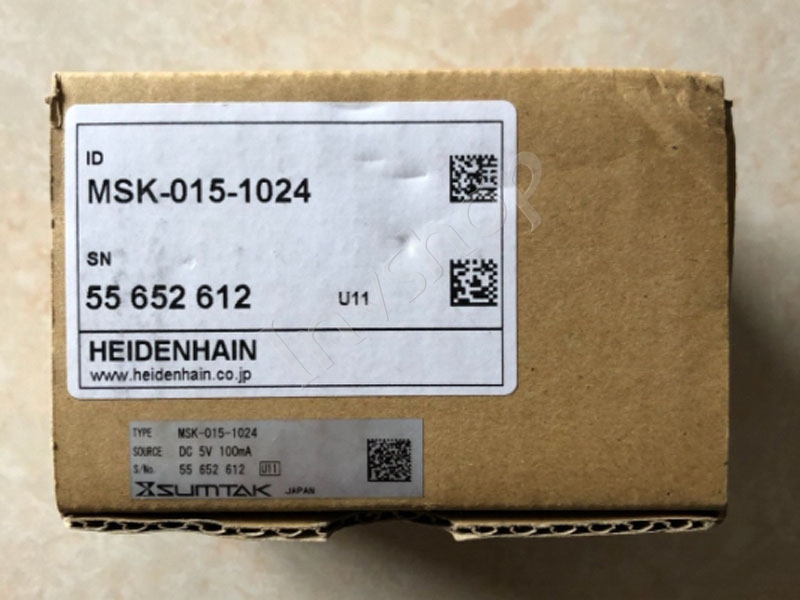 ID
MSK-015-1024
SN
55 652 612 U11
HEIDENHAIN
www.heidenhain.co.jp
TYPE MSK-015-1024
SOURCE DC 5V 100mA
S/No. 55 652 612 U11
SUMTAK JAPAN